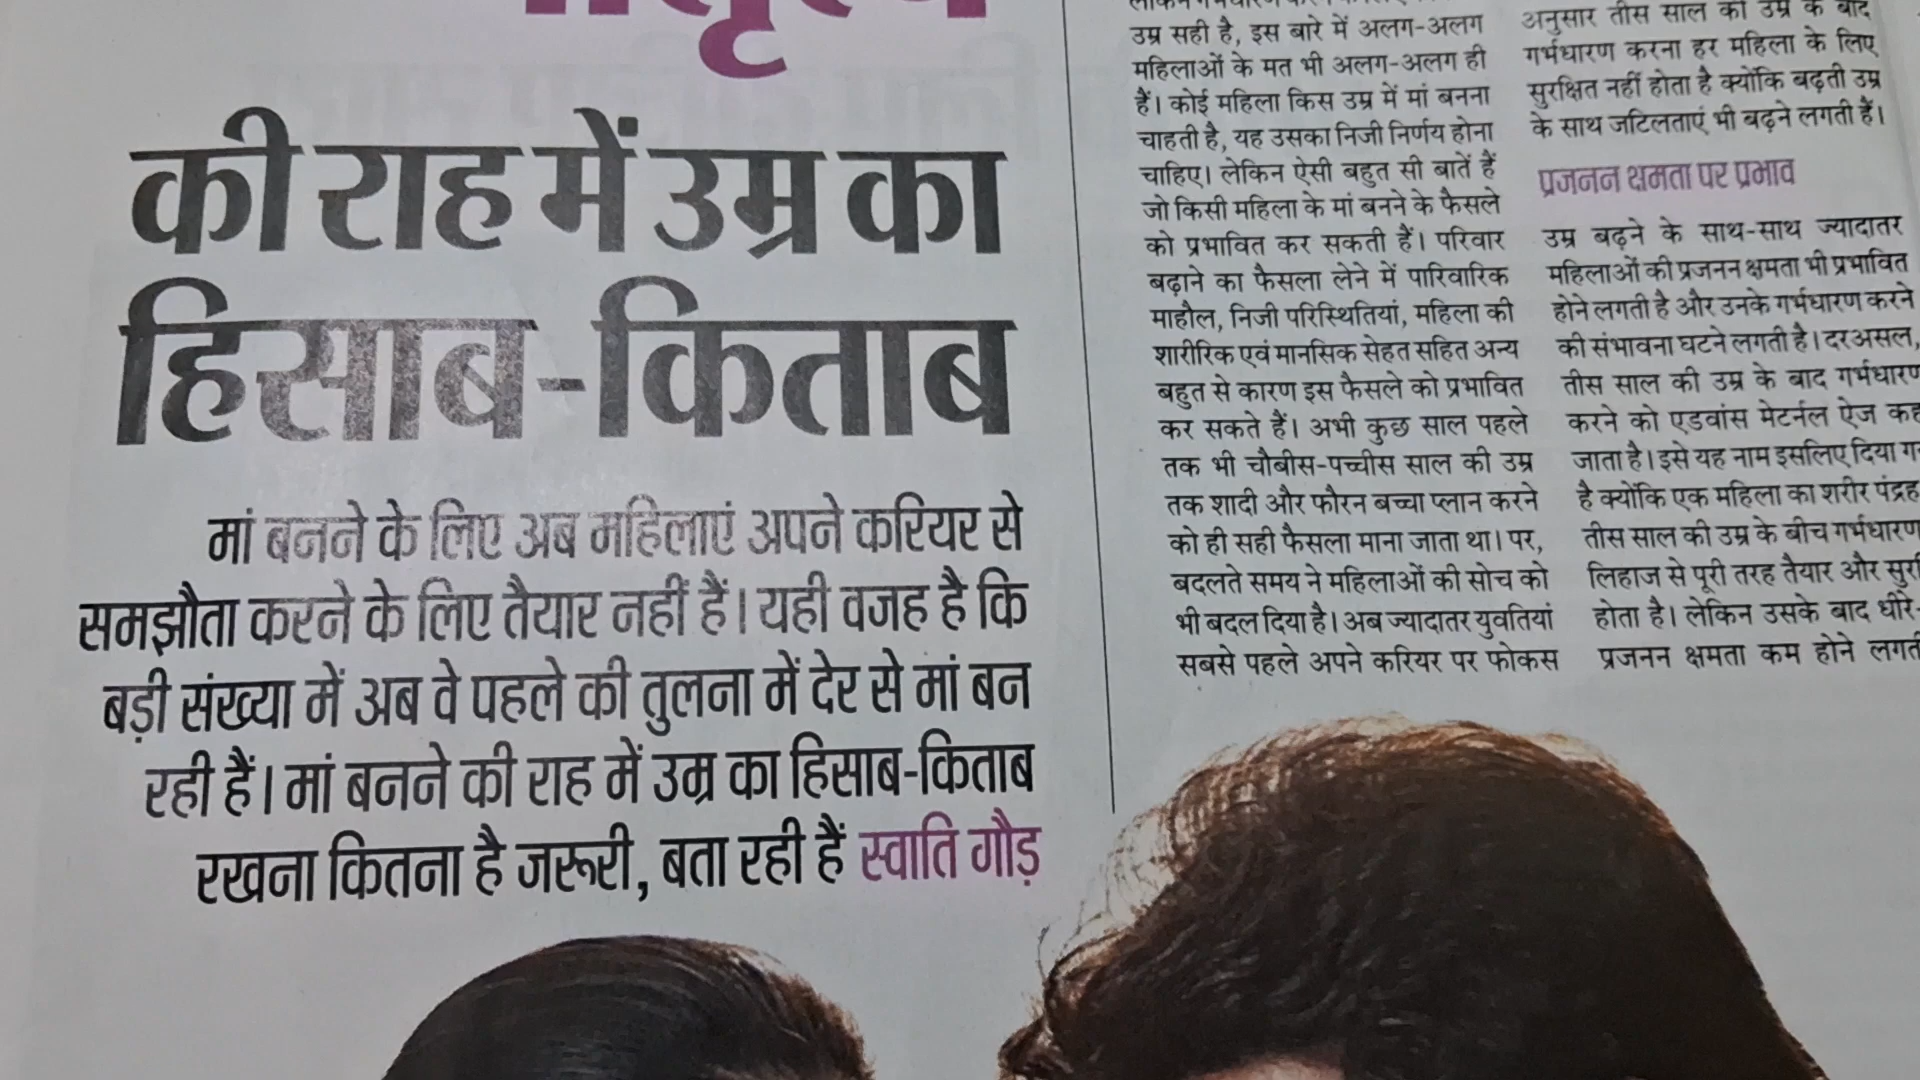 की राह में उम्र का
हिसाब-किताब
मां बनने के लिए अब महिलाएं अपने करियर से
समझौता करने के लिए तैयार नहीं हैं। यही वजह है कि
बड़ी संख्या में अब वे पहले की तुलना में देर से मां बन
रही हैं। मां बनने की राह में उम्र का हिसाब-किताब
रखना कितना है जरूरी, बता रही हैं स्वाति गौड़
उम्र सही है, इस बारे में अलग-अलग
महिलाओं के मत भी अलग-अलग ही
हैं। कोई महिला किस उम्र में मां बनना
चाहती है, यह उसका निजी निर्णय होना
चाहिए। लेकिन ऐसी बहुत सी बातें हैं
जो किसी महिला के मां बनने के फैसले
को प्रभावित कर सकती हैं। परिवार
बढ़ाने का फैसला लेने में पारिवारिक
माहौल, निजी परिस्थितियां, महिला की
शारीरिक एवं मानसिक सेहत सहित अन्य
बहुत से कारण इस फैसले को प्रभावित
कर सकते हैं। अभी कुछ साल पहले
तक भी चौबीस-पच्चीस साल की उम्र
तक शादी और फौरन बच्चा प्लान करने
को ही सही फैसला माना जाता था। पर,
बदलते समय ने महिलाओं की सोच को
भी बदल दिया है। अब ज्यादातर युवतियां
सबसे पहले अपने करियर पर फोकस
अनुसार तीस साल की उम्र के बाद
गर्भधारण करना हर महिला के लिए
सुरक्षित नहीं होता है क्योंकि बढ़ती उम्र
के साथ जटिलताएं भी बढ़ने लगती हैं।
प्रजनन क्षमता पर प्रभाव
उम्र बढ़ने के साथ-साथ ज्यादातर
महिलाओं की प्रजनन क्षमता भी प्रभावित
होने लगती है और उनके गर्भधारण करने
की संभावना घटने लगती है। दरअसल,
तीस साल की उम्र के बाद गर्भधारण
करने को एडवांस मेटर्नल ऐज
जाता है। इसे यह नाम इसलिए दिया
है क्योंकि एक महिला का शरीर पंद्रह
तीस साल की उम्र के बीच गर्भधारण
लिहाज से पूरी तरह तैयार और
होता है। लेकिन उसके बाद धीरे-
प्रजनन क्षमता कम होने